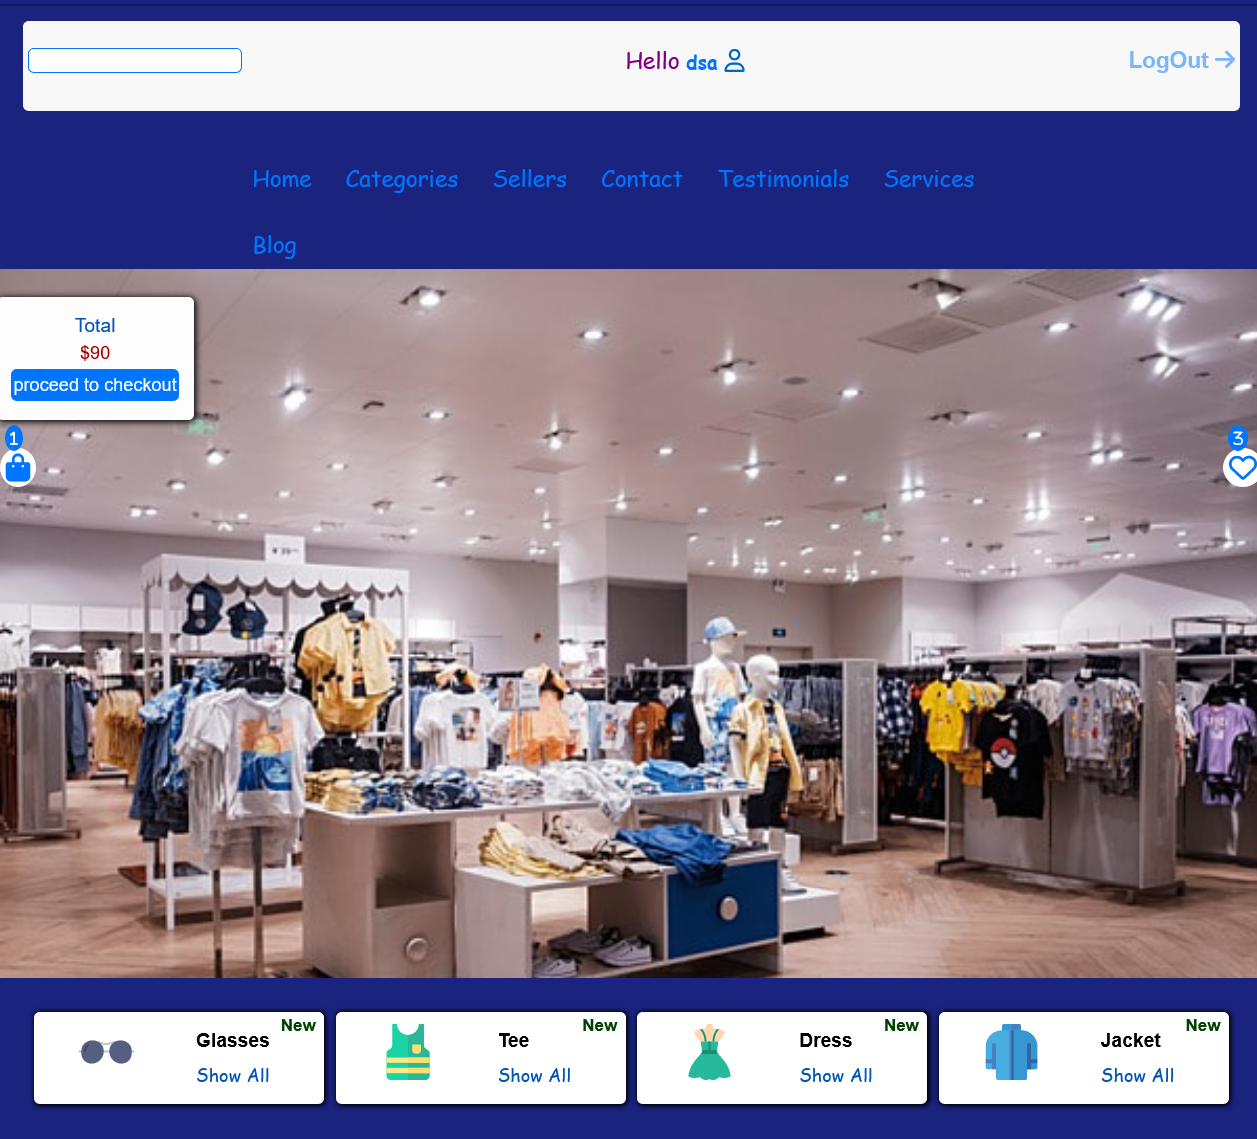 Hello dsa
LogOut
Home Categories Sellers Contact Testimonials Services
Blog
Total
$90
proceed to checkout
1
3
New
Glasses
Show All
New
Tee
Show All
New
Dress
Show All
New
Jacket
Show All